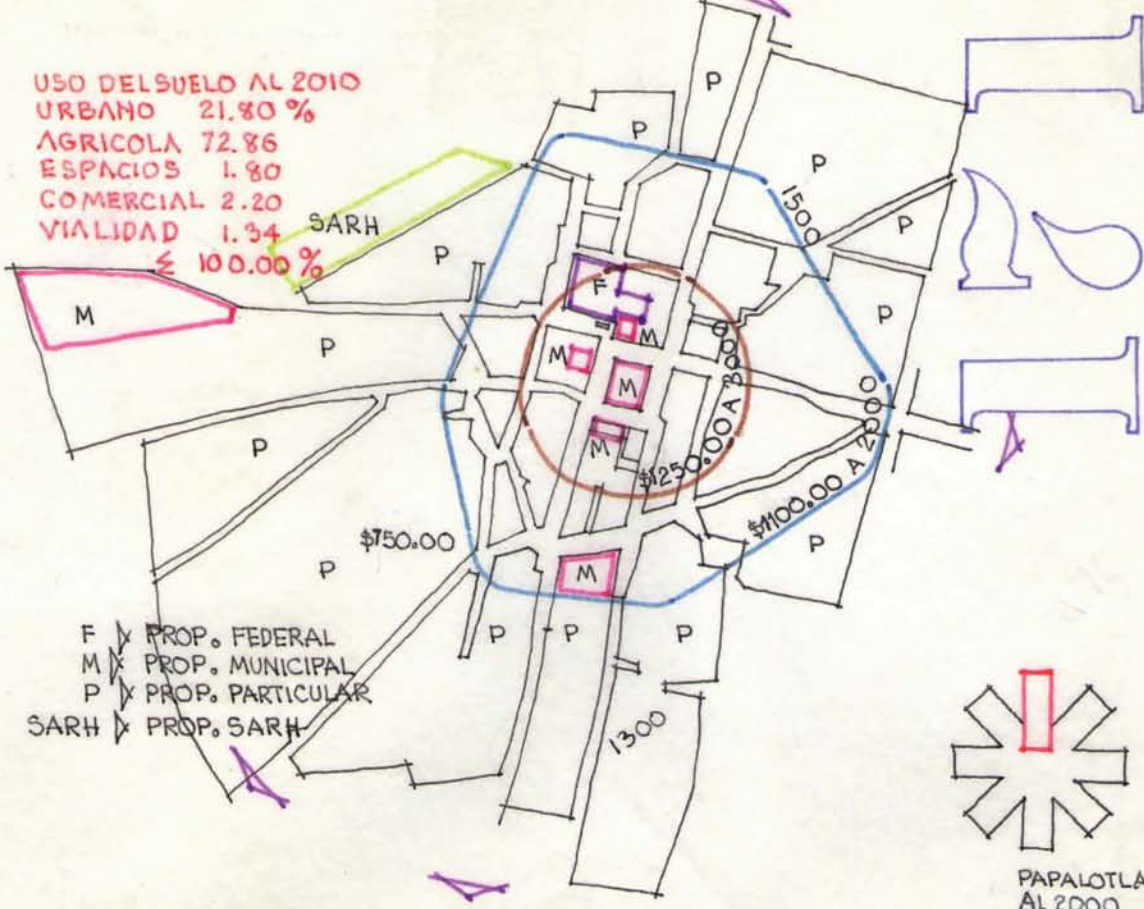 USO DEL SUELO AL 2010
URBANO 21.80 %
AGRICOLA 72.86
ESPACIOS 1.80
COMERCIAL 2.20
VIALIDAD 1.34
Σ 100.00 %
P
P
P
1500
P
SARH
P
F
M
P
M
P
M
M
M
P
$1250.00 A 3000
$1100.00 A 2000
$750.00
P
P
M
F PROP. FEDERAL
M PROP. MUNICIPAL
P PROP. PARTICULAR
SARH PROP. SARH
P
P
P
1300
PAPALOTLA
AL 2000